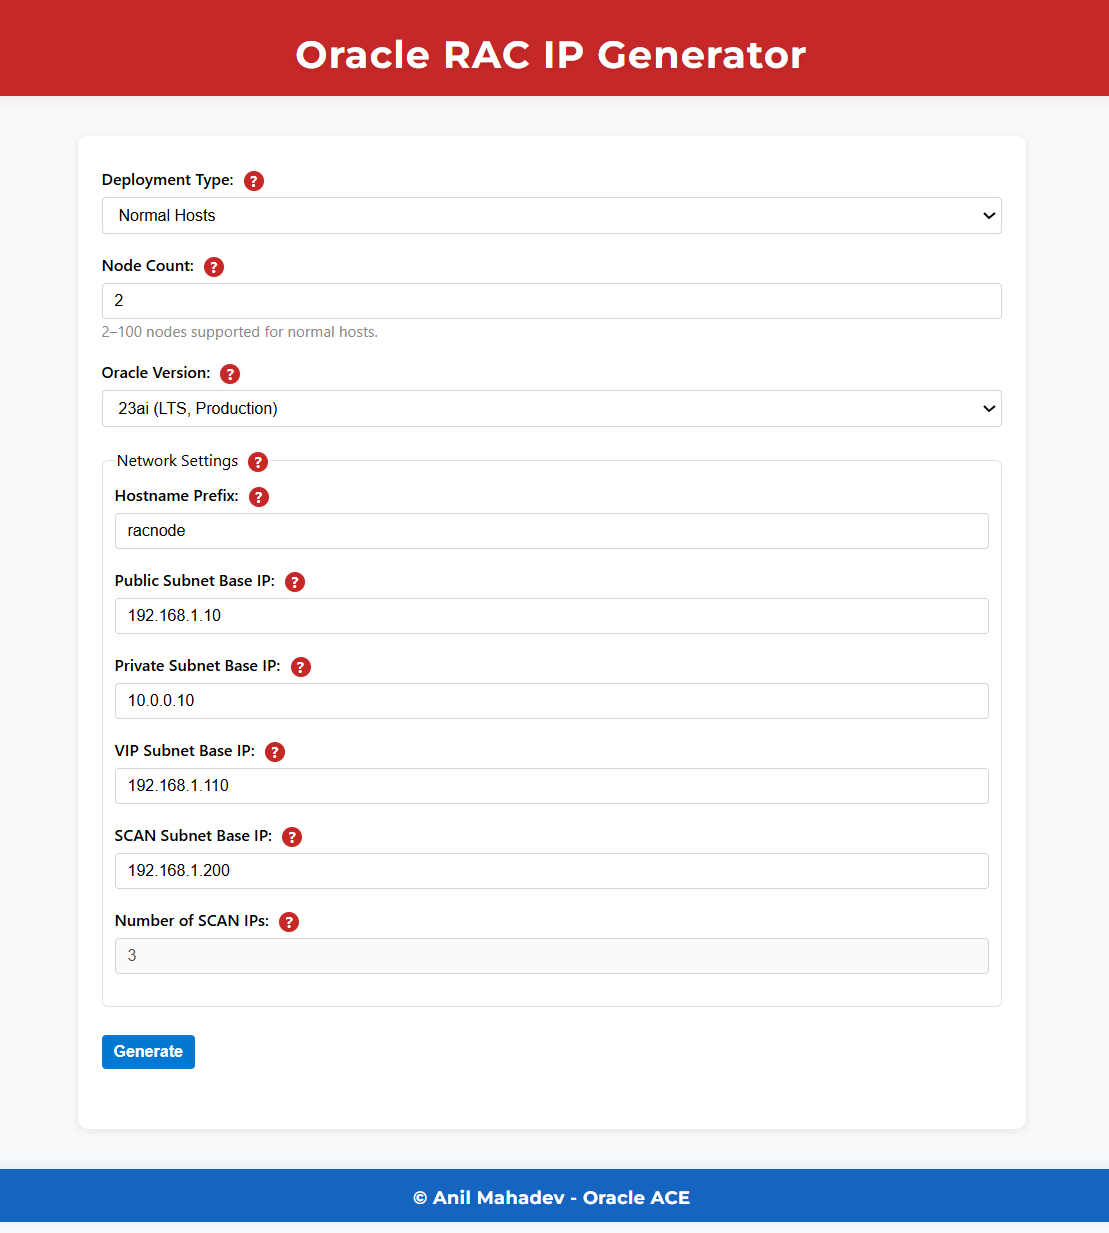 Oracle RAC IP Generator
Deployment Type: ?
Normal Hosts
Node Count: ?
2
2–100 nodes supported for normal hosts.
Oracle Version: ?
23ai (LTS, Production)
Network Settings ?
Hostname Prefix: ?
racnode
Public Subnet Base IP: ?
192.168.1.10
Private Subnet Base IP: ?
10.0.0.10
VIP Subnet Base IP: ?
192.168.1.110
SCAN Subnet Base IP: ?
192.168.1.200
Number of SCAN IPs: ?
3
Generate
© Anil Mahadev - Oracle ACE